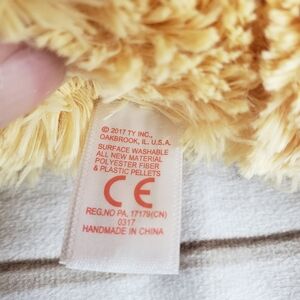 © 2017 TY INC.,
OAKBROOK, IL. U.S.A.
SURFACE WASHABLE
ALL NEW MATERIAL
POLYESTER FIBER
& PLASTIC PELLETS
CE
REG.NO PA. 17179(CN)
0317
HANDMADE IN CHINA